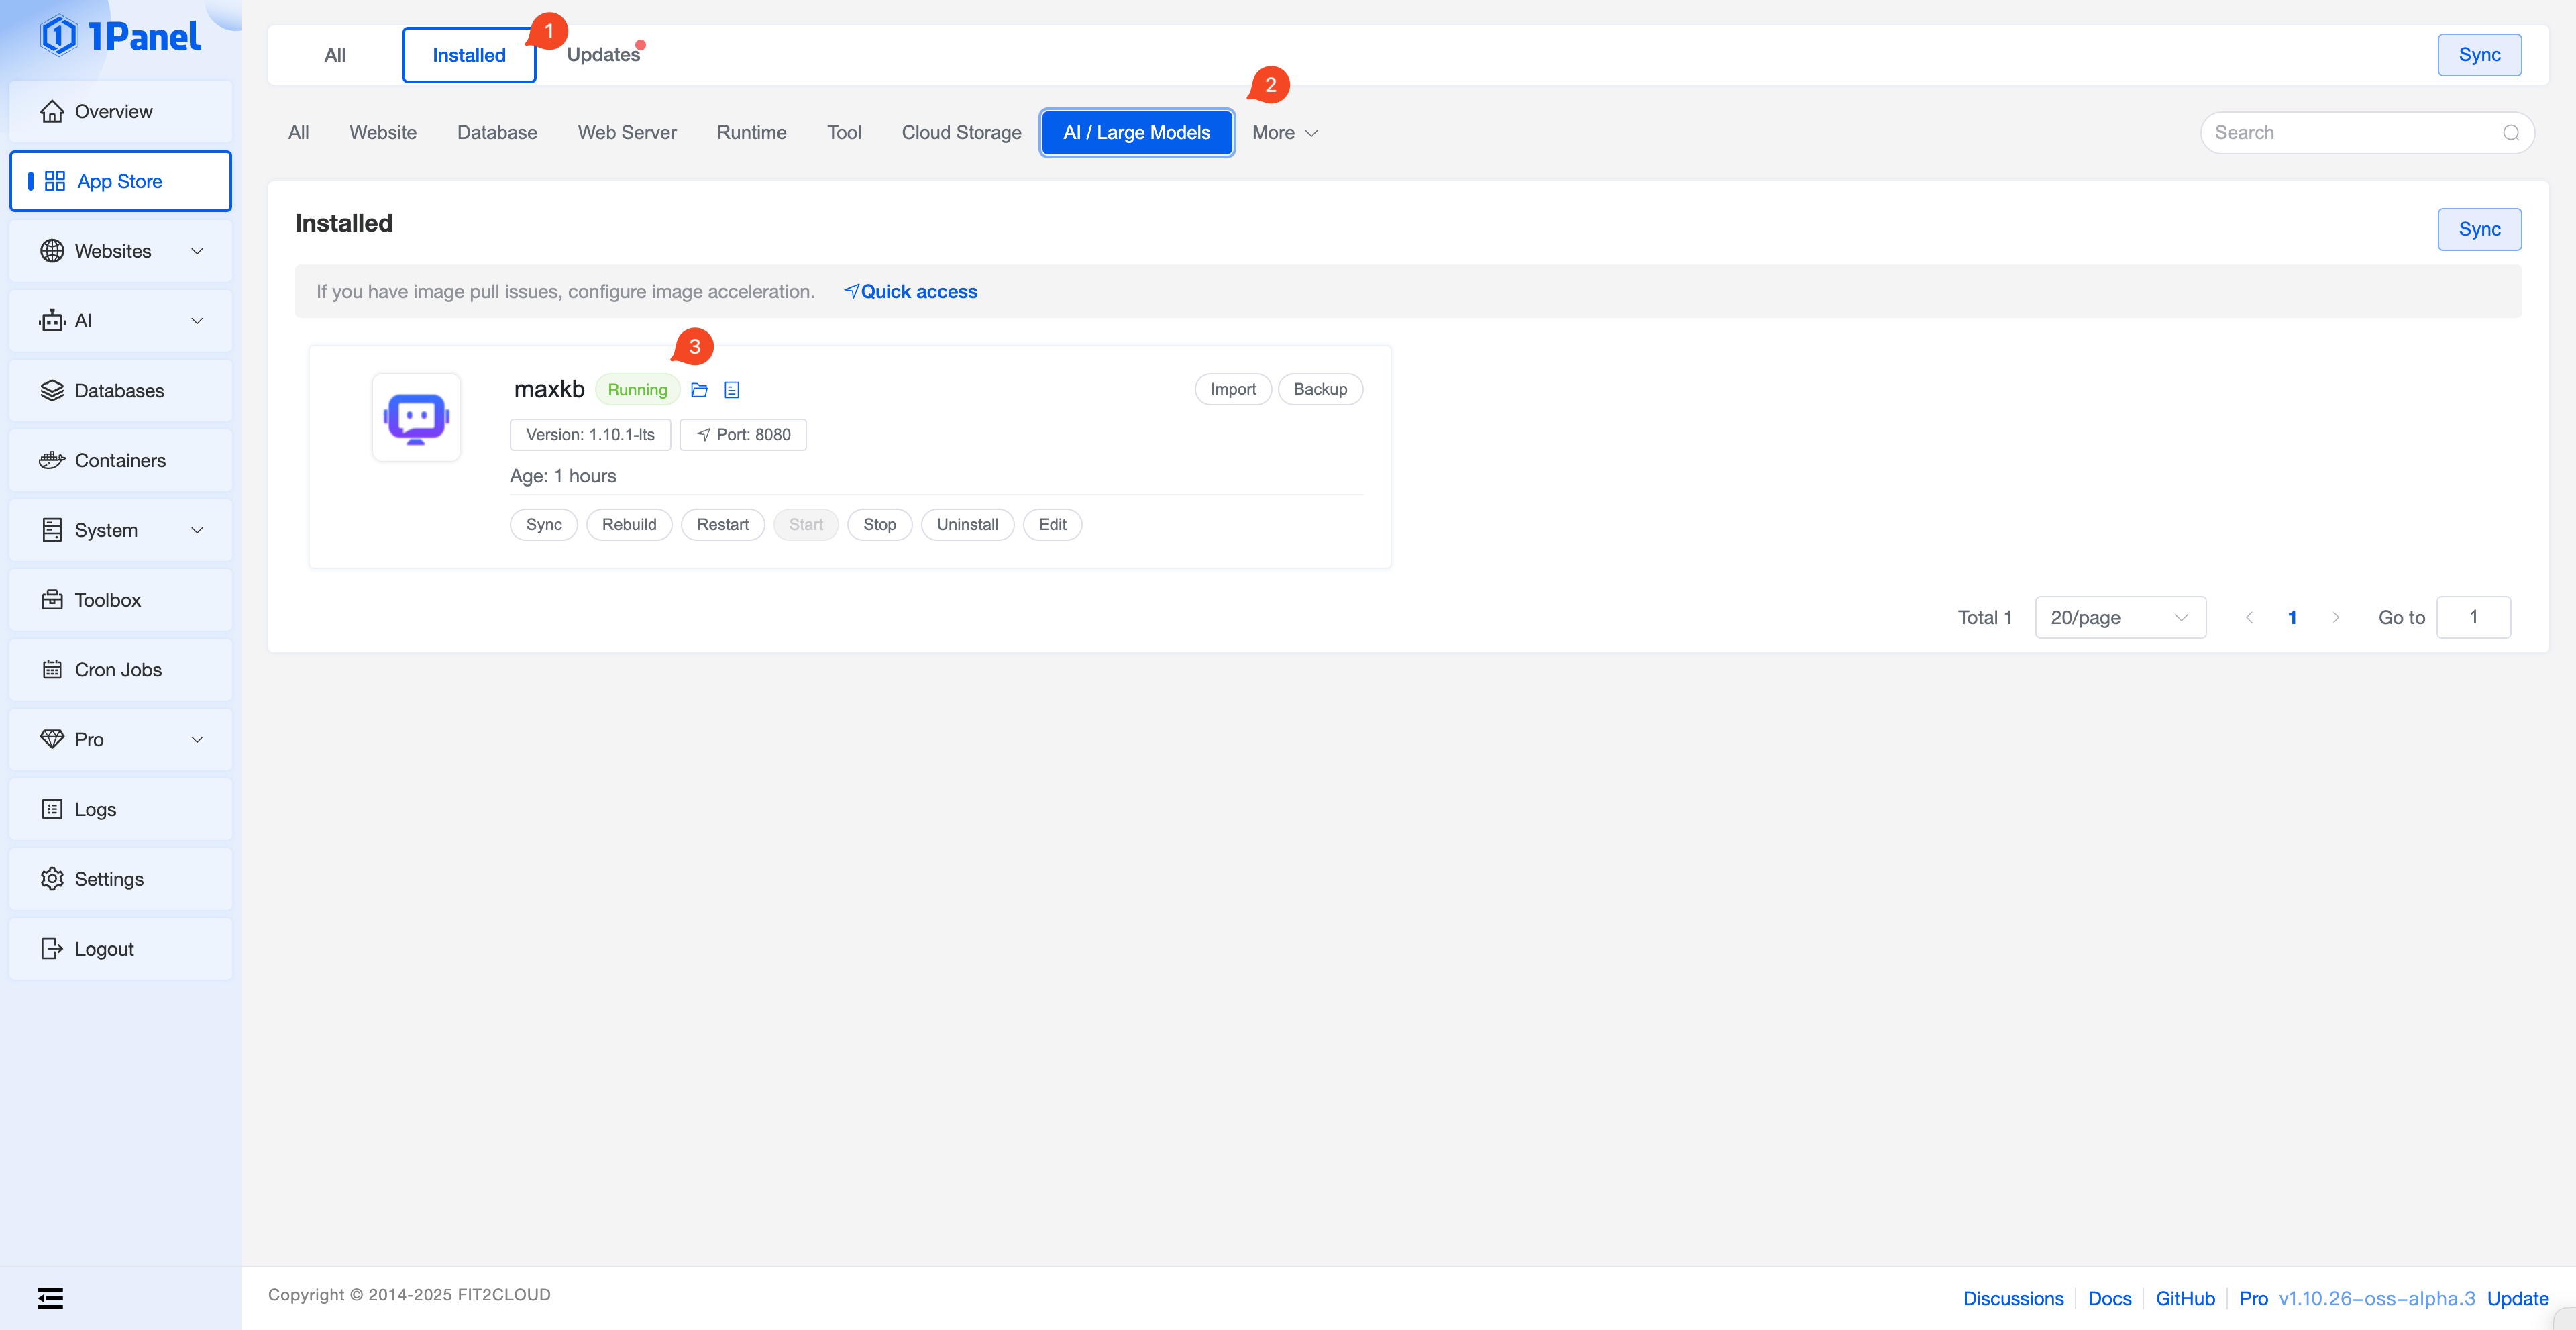 1Panel
Overview
App Store
Websites
AI
Databases
Containers
System
Toolbox
Cron Jobs
Pro
Logs
Settings
Logout
All Installed 1 Updates Sync
2
All Website Database Web Server Runtime Tool Cloud Storage AI / Large Models More Search
Installed Sync
If you have image pull issues, configure image acceleration. Quick access
3
maxkb Running Import Backup
Version: 1.10.1-lts Port: 8080
Age: 1 hours
Sync Rebuild Restart Start Stop Uninstall Edit
Total 1 20/page 1 Go to 1
Copyright © 2014-2025 FIT2CLOUD
Discussions Docs GitHub Pro v1.10.26-oss-alpha.3 Update